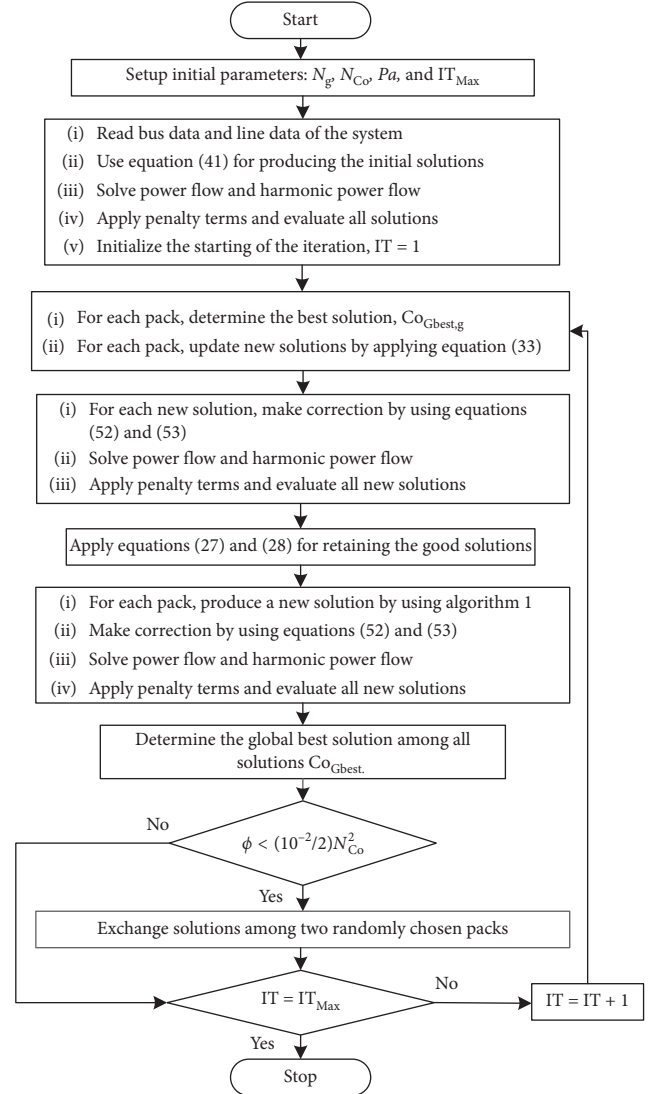 Start
Setup initial parameters: Ng, NCo, Pa, and ITMax
(i) Read bus data and line data of the system
(ii) Use equation (41) for producing the initial solutions
(iii) Solve power flow and harmonic power flow
(iv) Apply penalty terms and evaluate all solutions
(v) Initialize the starting of the iteration, IT = 1
(i) For each pack, determine the best solution, CoGbest,g
(ii) For each pack, update new solutions by applying equation (33)
(i) For each new solution, make correction by using equations
(52) and (53)
(ii) Solve power flow and harmonic power flow
(iii) Apply penalty terms and evaluate all new solutions
Apply equations (27) and (28) for retaining the good solutions
(i) For each pack, produce a new solution by using algorithm 1
(ii) Make correction by using equations (52) and (53)
(iii) Solve power flow and harmonic power flow
(iv) Apply penalty terms and evaluate all new solutions
Determine the global best solution among all
solutions CoGbest.
No
ϕ < (10⁻²/2)N²Co
Yes
Exchange solutions among two randomly chosen packs
IT = ITMax
No
IT = IT + 1
Yes
Stop